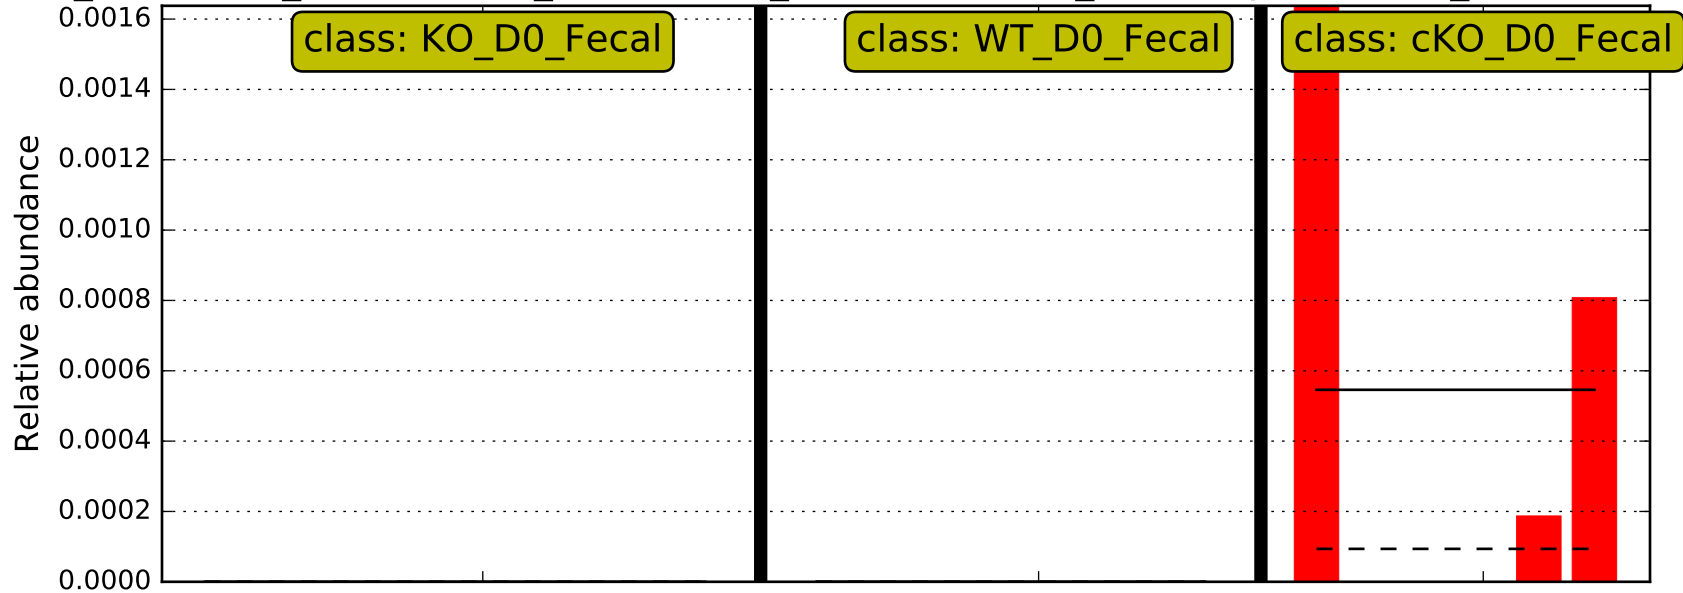 0.0016
class: KO_D0_Fecal
class: WT_D0_Fecal
class: cKO_D0_Fecal
0.0014
0.0012
0.0010
0.0008
0.0006
0.0004
0.0002
0.0000
Relative abundance